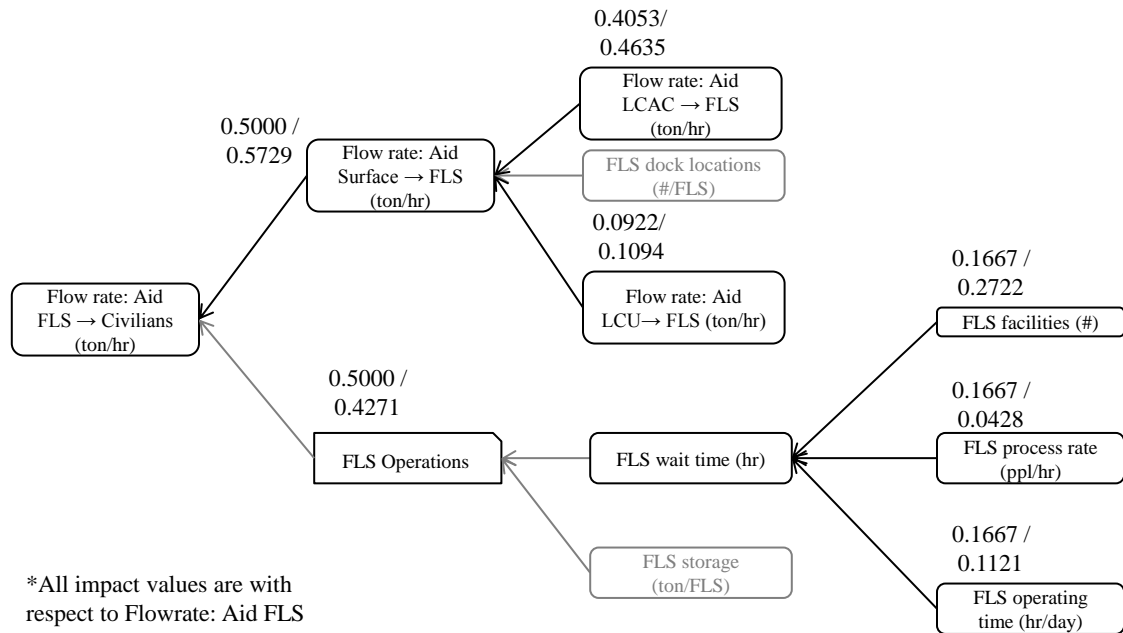 0.4053/
0.4635
Flow rate: Aid
LCAC → FLS
(ton/hr)
0.5000 /
0.5729
Flow rate: Aid
Surface → FLS
(ton/hr)
FLS dock locations
(#/FLS)
0.0922/
0.1094
Flow rate: Aid
LCU→ FLS (ton/hr)
0.1667 /
0.2722
FLS facilities (#)
Flow rate: Aid
FLS → Civilians
(ton/hr)
0.5000 /
0.4271
FLS Operations
FLS wait time (hr)
0.1667 /
0.0428
FLS process rate
(ppl/hr)
FLS storage
(ton/FLS)
0.1667 /
0.1121
FLS operating
time (hr/day)
*All impact values are with
respect to Flowrate: Aid FLS